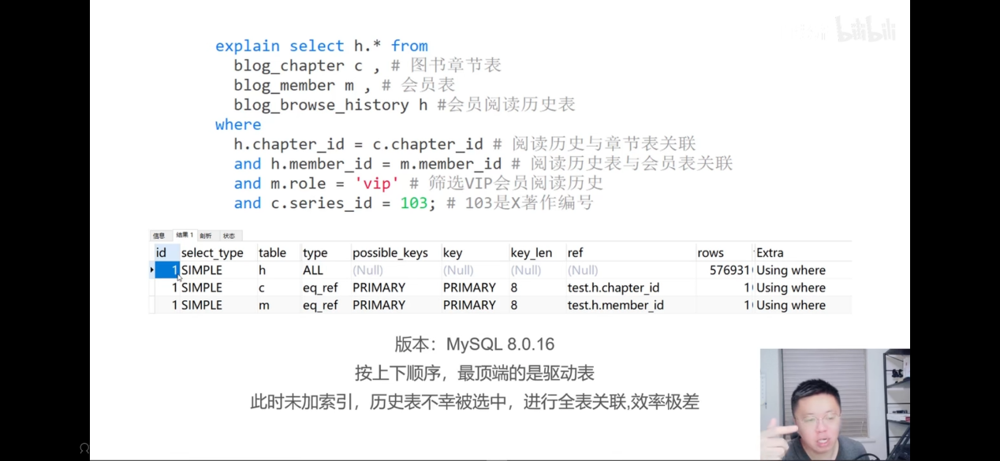 bilibili
explain select h.* from
blog_chapter c , # 图书章节表
blog_member m , # 会员表
blog_browse_history h #会员阅读历史表
where
h.chapter_id = c.chapter_id # 阅读历史与章节表关联
and h.member_id = m.member_id # 阅读历史表与会员表关联
and m.role = 'vip' # 筛选VIP会员阅读历史
and c.series_id = 103; # 103是X著作编号
信息 结果 1 剖析 状态
id select_type table type possible_keys key key_len ref rows Extra
1 SIMPLE h ALL (Null) (Null) (Null) (Null) 576931 Using where
1 SIMPLE c eq_ref PRIMARY PRIMARY 8 test.h.chapter_id 1 Using where
1 SIMPLE m eq_ref PRIMARY PRIMARY 8 test.h.member_id 1 Using where
版本：MySQL 8.0.16
按上下顺序，最顶端的是驱动表
此时未加索引，历史表不幸被选中，进行全表关联,效率极差